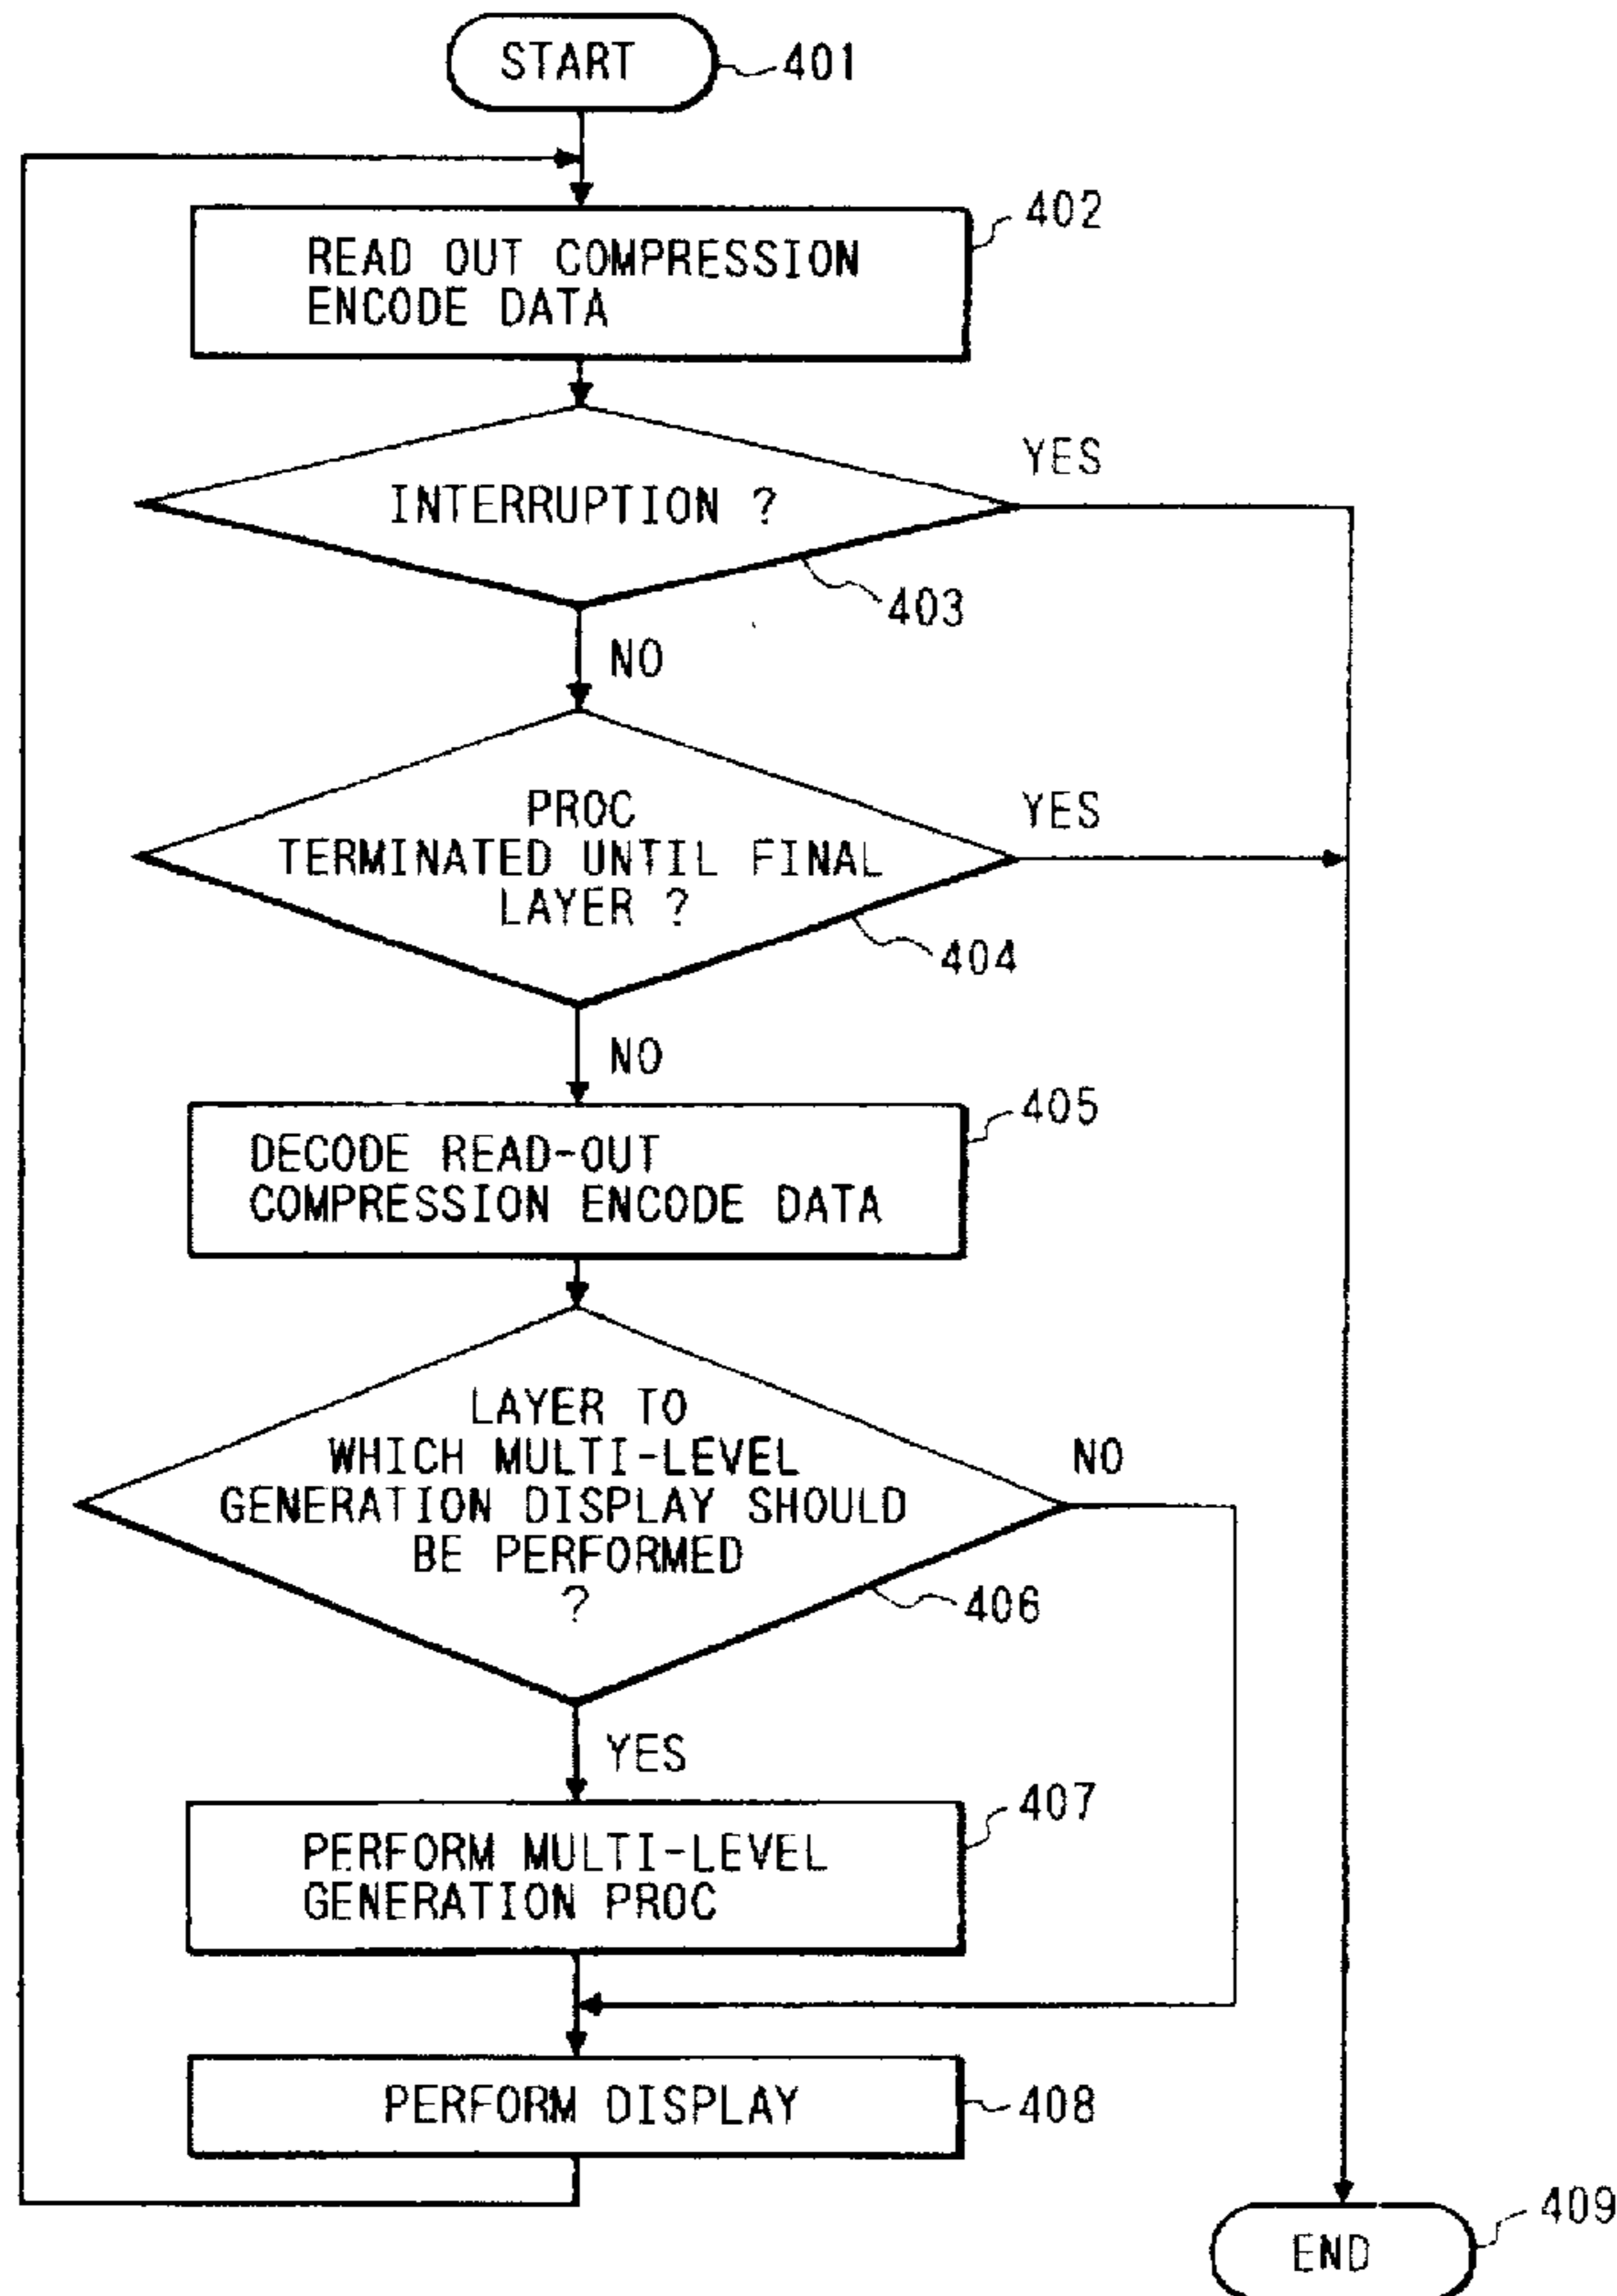 START
401
402
READ OUT COMPRESSION
ENCODE DATA
YES
INTERRUPTION ?
403
NO
PROC
TERMINATED UNTIL FINAL
LAYER ?
YES
404
NO
405
DECODE READ-OUT
COMPRESSION ENCODE DATA
LAYER TO
WHICH MULTI-LEVEL
GENERATION DISPLAY SHOULD
BE PERFORMED
?
NO
406
YES
407
PERFORM MULTI-LEVEL
GENERATION PROC
PERFORM DISPLAY
408
409
END